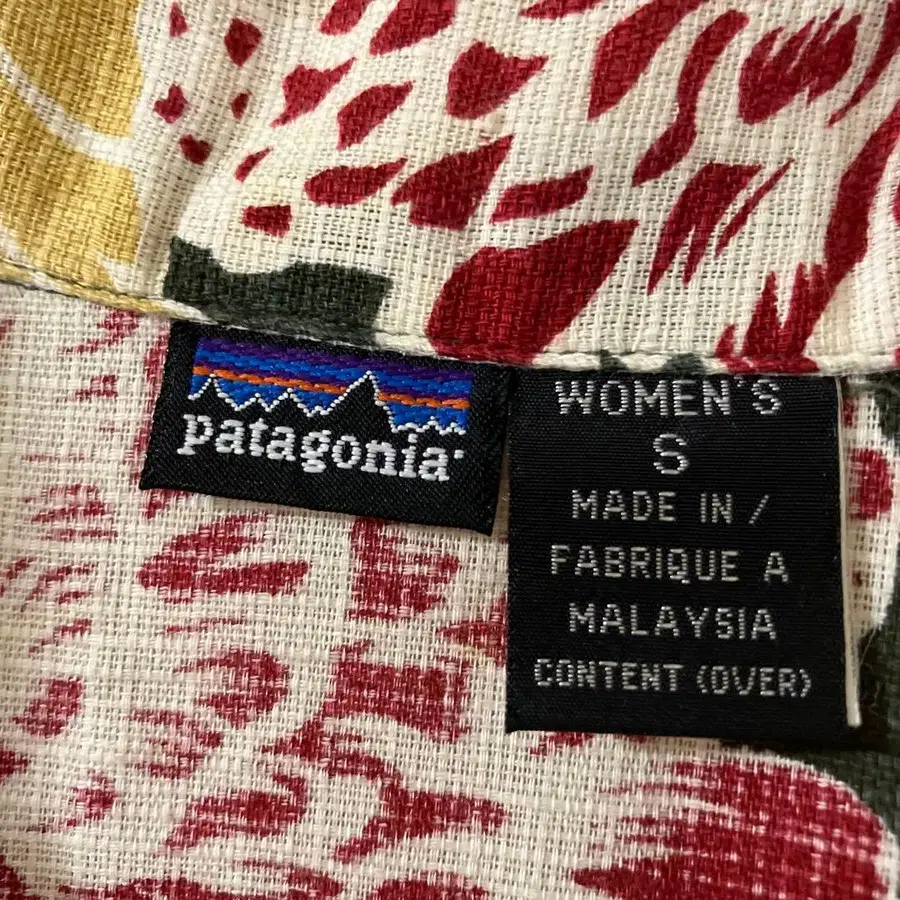 patagonia
WOMEN'S
S
MADE IN /
FABRIQUE A
MALAYSIA
CONTENT (OVER)